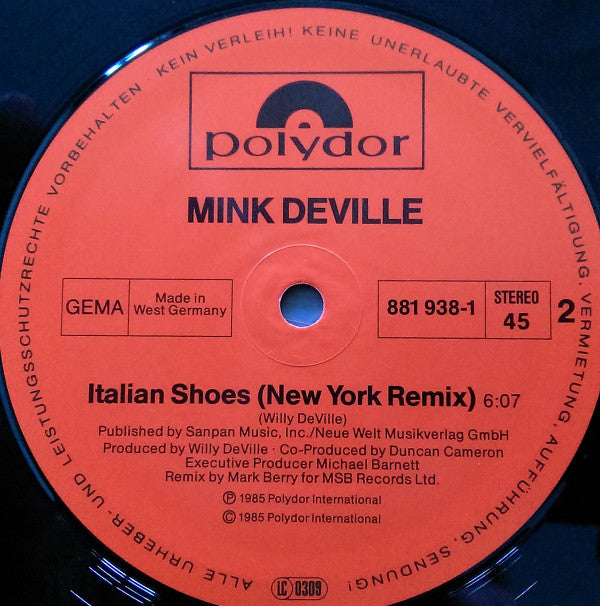 ALLE URHEBER- UND LEISTUNGSSCHUTZRECHTE VORBEHALTEN · KEIN VERLEIH! KEINE UNERLAUBTE VERVIELFÄLTIGUNG, VERMIETUNG, AUFFÜHRUNG, SENDUNG!
polydor
MINK DEVILLE
GEMA
Made in
West Germany
881 938-1
STEREO
45
2
Italian Shoes (New York Remix) 6:07
(Willy DeVille)
Published by Sanpan Music, Inc./Neue Welt Musikverlag GmbH
Produced by Willy DeVille · Co-Produced by Duncan Cameron
Executive Producer Michael Barnett
Remix by Mark Berry for MSB Records Ltd.
Ⓟ 1985 Polydor International
© 1985 Polydor International
LC 0309